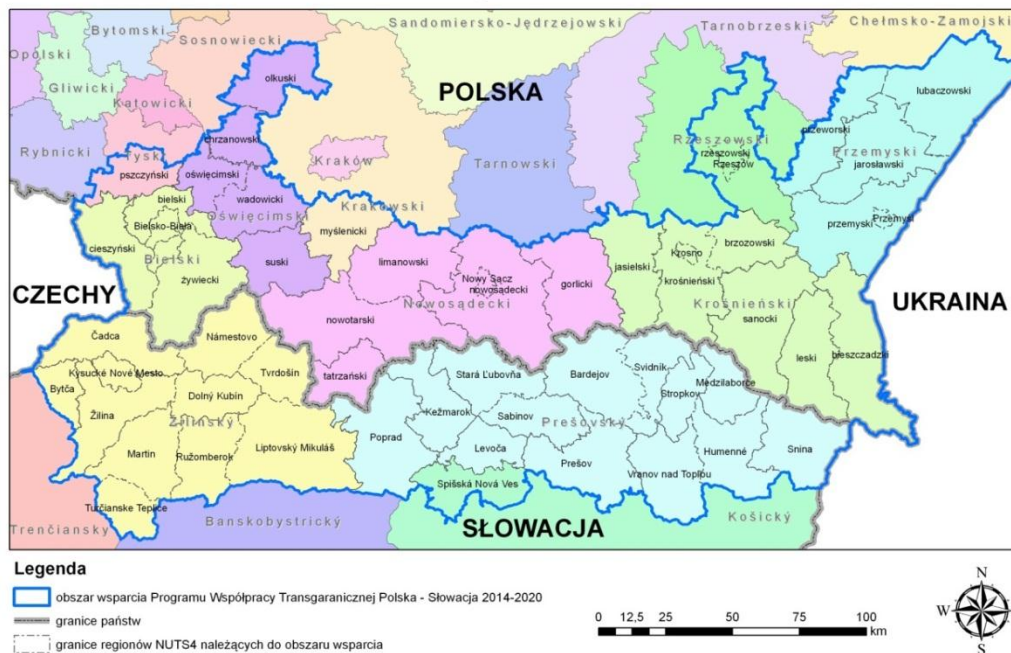 Sandomiersko-Jędrzejowski
Tarnobrzeski
Chełmsko-Zamojski
Bytomski
Sosnowiecki
Opolski
olkuski
Gliwicki
POLSKA
lubaczowski
Katowicki
chrzanowski
Rzeszowski
przeworski
Przemyski
Rybnicki
Tyski
Kraków
Tarnowski
rzeszowski
Rzeszów
jarosławski
pszczyński
oświęcimski
bielski
wadowicki
Oświęcimski
Krakowski
przemyski
Przemyśl
Bielsko-Biała
myślenicki
cieszyński
Bielski
limanowski
brzozowski
Krosno
jasielski
suski
żywiecki
Nowy Sącz
nowosądecki
gorlicki
krośnieński
CZECHY
Nowosądecki
Krośnieński
UKRAINA
nowotarski
sanocki
Čadca
Námestovo
leski
bieszczadzki
Svidník
Kysucké Nové Mesto
Tvrdošín
tatrzański
Stará Ľubovňa
Bardejov
Medzilaborce
Bytča
Dolný Kubín
Kežmarok
Stropkov
Žilina
Žilinský
Sabinov
Prešovský
Poprad
Martin
Ružomberok
Liptovský Mikuláš
Levoča
Prešov
Humenné
Snina
Vranov nad Topľou
Spišská Nová Ves
Turčianske Teplice
Trenčiansky
Banskobystrický
SŁOWACJA
Košický
Legenda
obszar wsparcia Programu Współpracy Transgaranicznej Polska - Słowacja 2014-2020
granice państw
granice regionów NUTS4 należących do obszaru wsparcia
0 12,5 25 50 75 100
km
N
W E
S